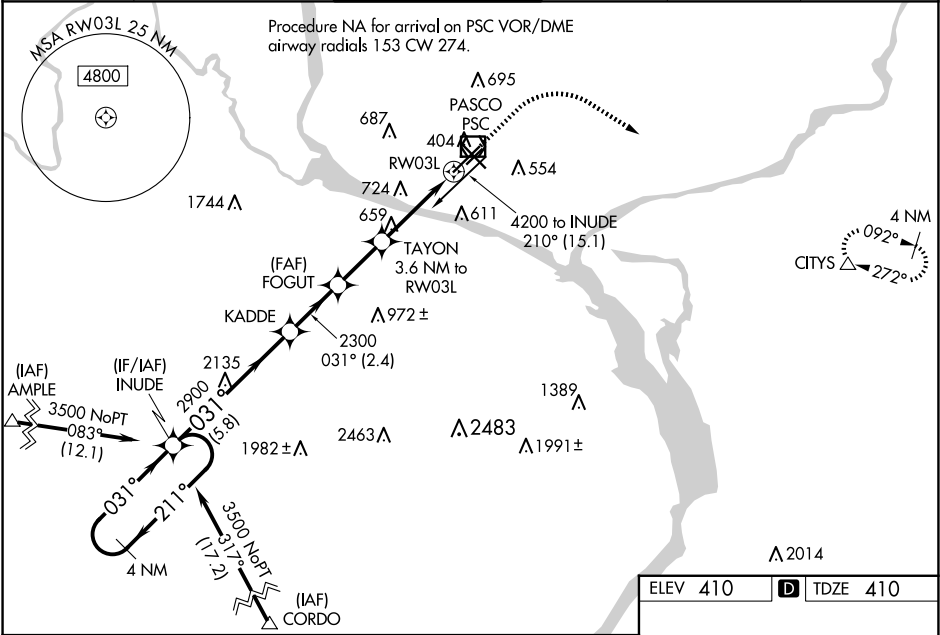 MSA RW03L 25 NM
4800
Procedure NA for arrival on PSC VOR/DME
airway radials 153 CW 274.
695
PASCO
PSC
687
404
RW03L
554
724
1744
659
611
4200 to INUDE
210° (15.1)
4 NM
092°
CITYS
272°
TAYON
3.6 NM to
RW03L
(FAF)
FOGUT
KADDE
972 ±
2300
031° (2.4)
2135
(IF/IAF)
INUDE
(IAF)
AMPLE
3500 NoPT
083°
(12.1)
2900
031°
(5.8)
1389
1982 ±
2463
2483
1991 ±
031°
211°
4 NM
3500 NoPT
317°
(17.2)
(IAF)
CORDO
2014
ELEV 410 D TDZE 410